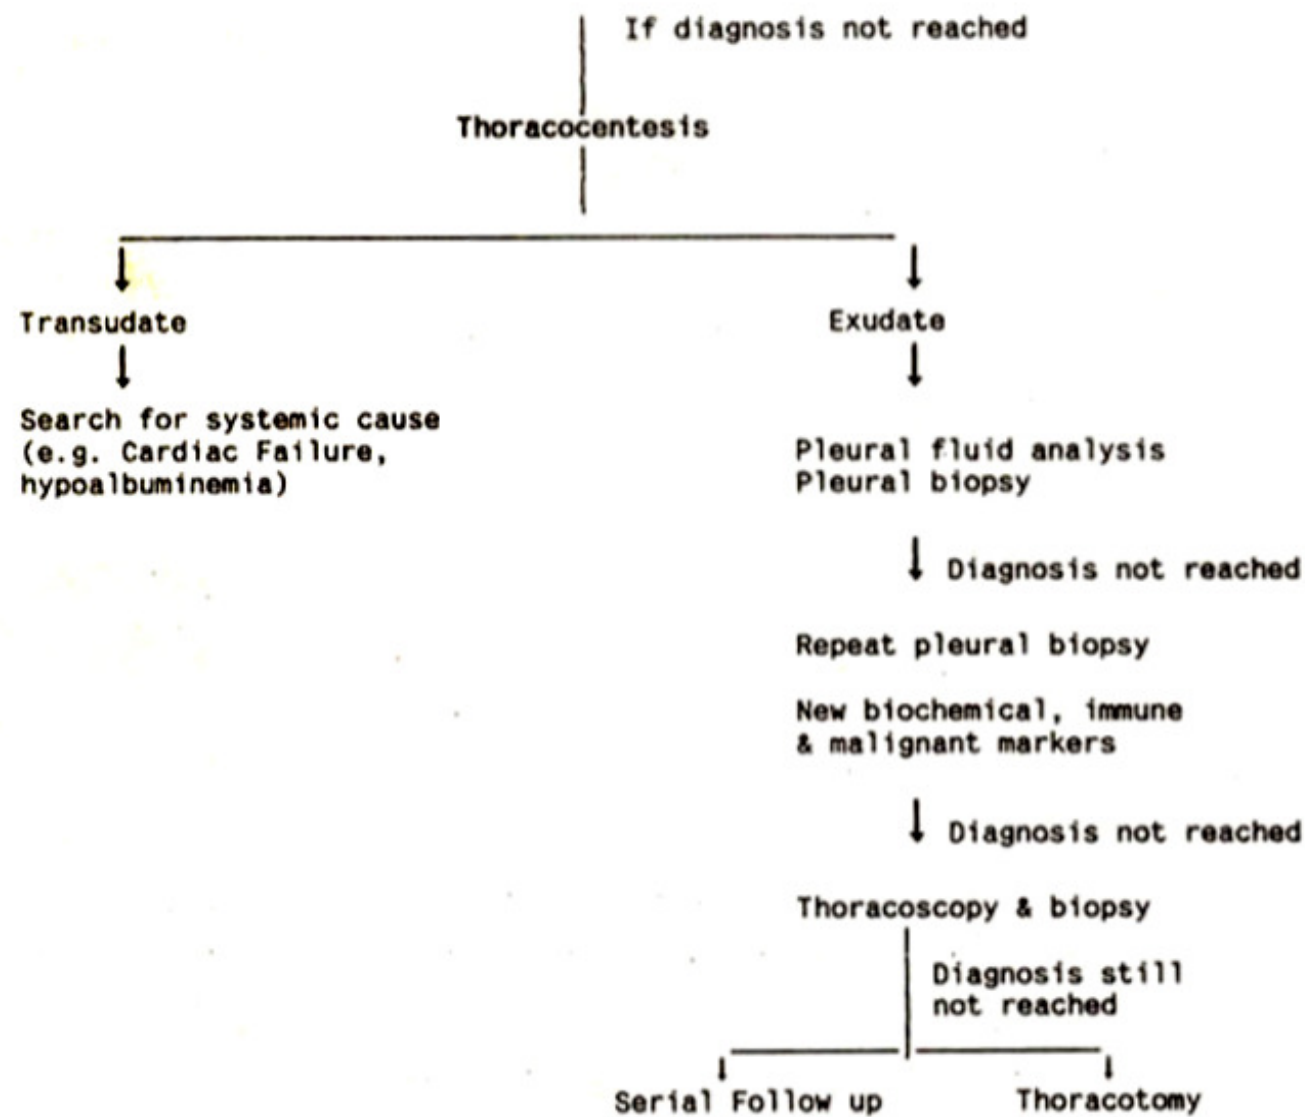 If diagnosis not reached
Thoracocentesis
Transudate
Exudate
Search for systemic cause
(e.g. Cardiac Failure,
hypoalbuminemia)
Pleural fluid analysis
Pleural biopsy
Diagnosis not reached
Repeat pleural biopsy
New biochemical, immune
& malignant markers
Diagnosis not reached
Thoracoscopy & biopsy
Diagnosis still
not reached
Serial Follow up
Thoracotomy